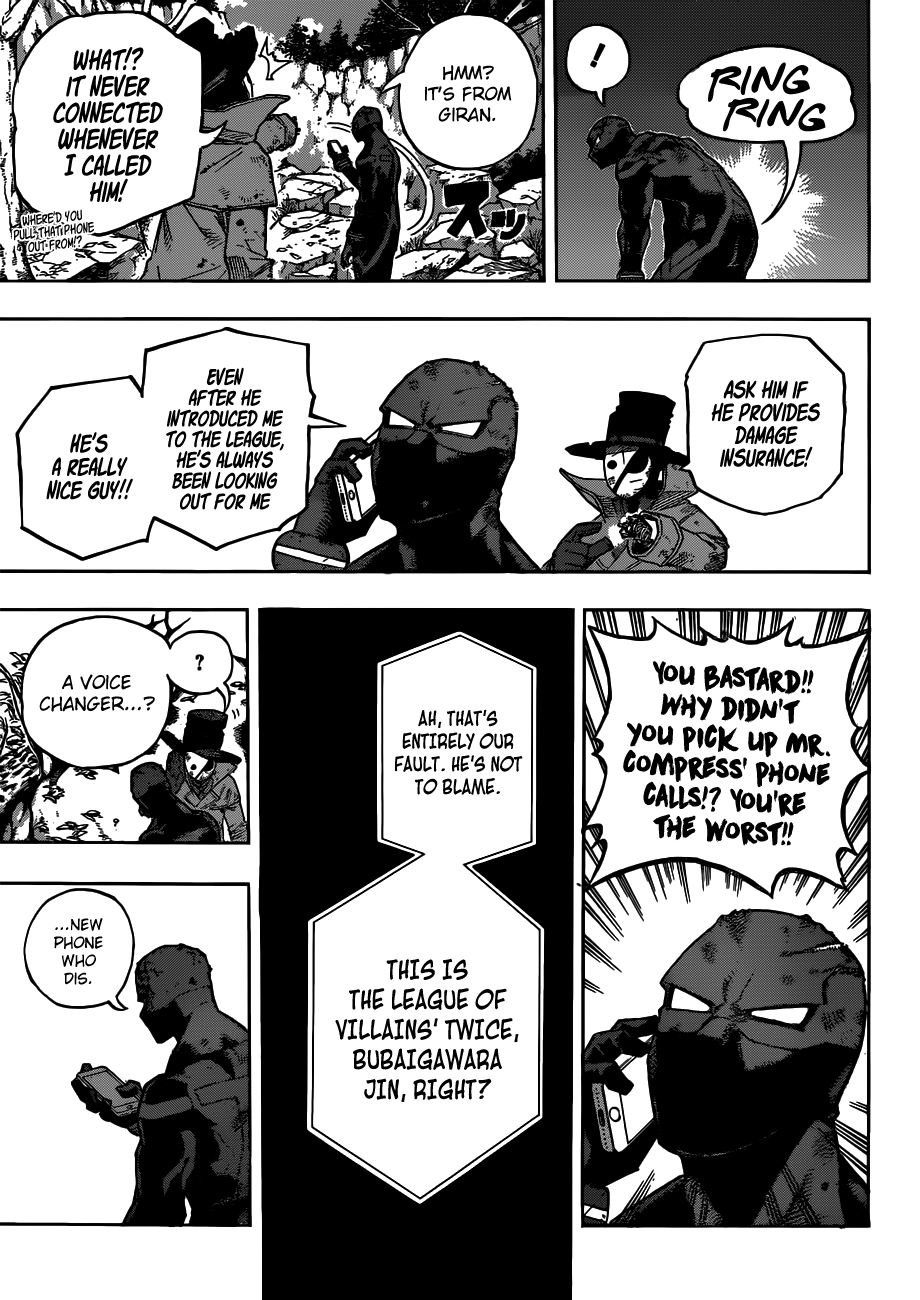 !
RING
RING
HMM?
IT'S FROM
GIRAN.
スッ
WHAT!?
IT NEVER
CONNECTED
WHENEVER
I CALLED
HIM!
WHERE'D YOU
PULL THAT PHONE
OUT FROM!?
ASK HIM IF
HE PROVIDES
DAMAGE
INSURANCE!
EVEN
AFTER HE
INTRODUCED ME
TO THE LEAGUE,
HE'S ALWAYS
BEEN LOOKING
OUT FOR ME
HE'S
A REALLY
NICE GUY!!
YOU BASTARD!!
WHY DIDN'T
YOU PICK UP MR.
COMPRESS' PHONE
CALLS!? YOU'RE
THE WORST!!
AH, THAT'S
ENTIRELY OUR
FAULT. HE'S NOT
TO BLAME.
THIS IS
THE LEAGUE OF
VILLAINS' TWICE,
BUBAIGAWARA
JIN, RIGHT?
?
A VOICE
CHANGER...?
...NEW
PHONE
WHO
DIS.